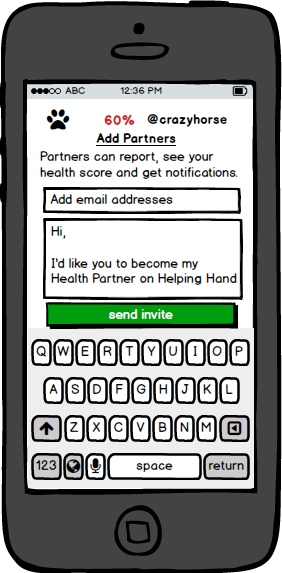 ABC 12:36 PM
60% @crazyhorse
Add Partners
Partners can report, see your
health score and get notifications.
Add email addresses
Hi,
I'd like you to become my
Health Partner on Helping Hand
send invite
Q W E R T Y U I O P
A S D F G H J K L
Z X C V B N M
123 space return